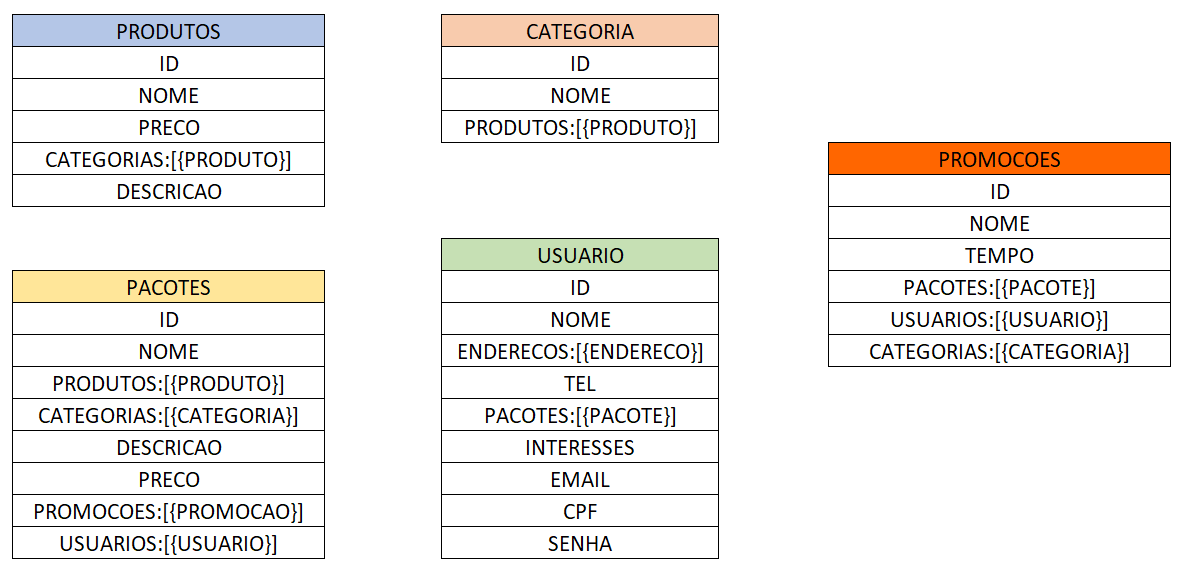 PRODUTOS
ID
NOME
PRECO
CATEGORIAS:[{PRODUTO}]
DESCRICAO
CATEGORIA
ID
NOME
PRODUTOS:[{PRODUTO}]
PROMOCOES
ID
NOME
TEMPO
PACOTES:[{PACOTE}]
USUARIOS:[{USUARIO}]
CATEGORIAS:[{CATEGORIA}]
PACOTES
ID
NOME
PRODUTOS:[{PRODUTO}]
CATEGORIAS:[{CATEGORIA}]
DESCRICAO
PRECO
PROMOCOES:[{PROMOCAO}]
USUARIOS:[{USUARIO}]
USUARIO
ID
NOME
ENDERECOS:[{ENDERECO}]
TEL
PACOTES:[{PACOTE}]
INTERESSES
EMAIL
CPF
SENHA